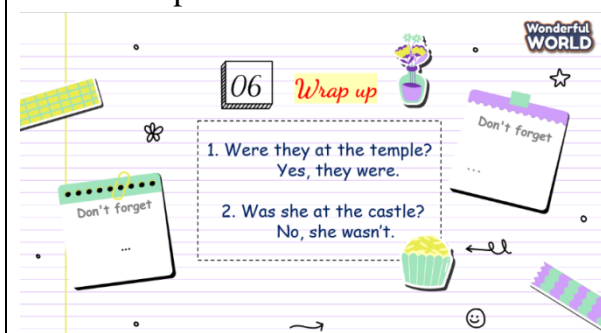 Wonderful
WORLD
06 Wrap up
Don't forget
...
1. Were they at the temple?
Yes, they were.
2. Was she at the castle?
No, she wasn't.
Don't forget
...